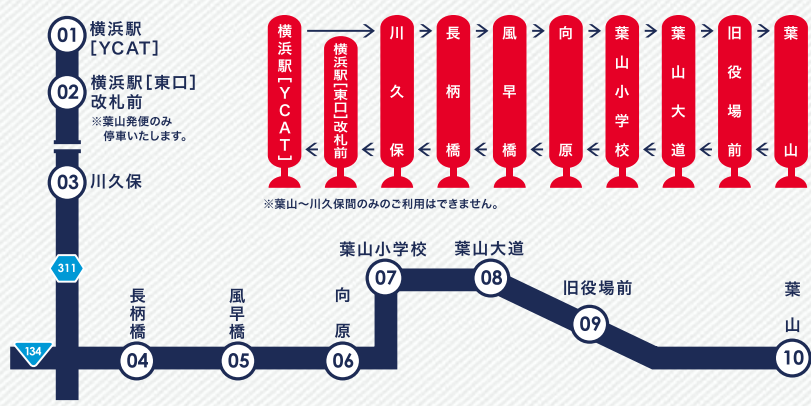 01
横浜駅
[YCAT]
02
横浜駅[東口]
改札前
※葉山発便のみ
停車いたします。
03
川久保
311
134
横浜駅[YCAT]
横浜駅[東口]改札前
川久保
長柄橋
風早橋
向原
葉山小学校
葉山大道
旧役場前
葉山
※葉山～川久保間のみのご利用はできません。
長柄橋
04
風早橋
05
向原
06
葉山小学校
07
葉山大道
08
旧役場前
09
葉山
10